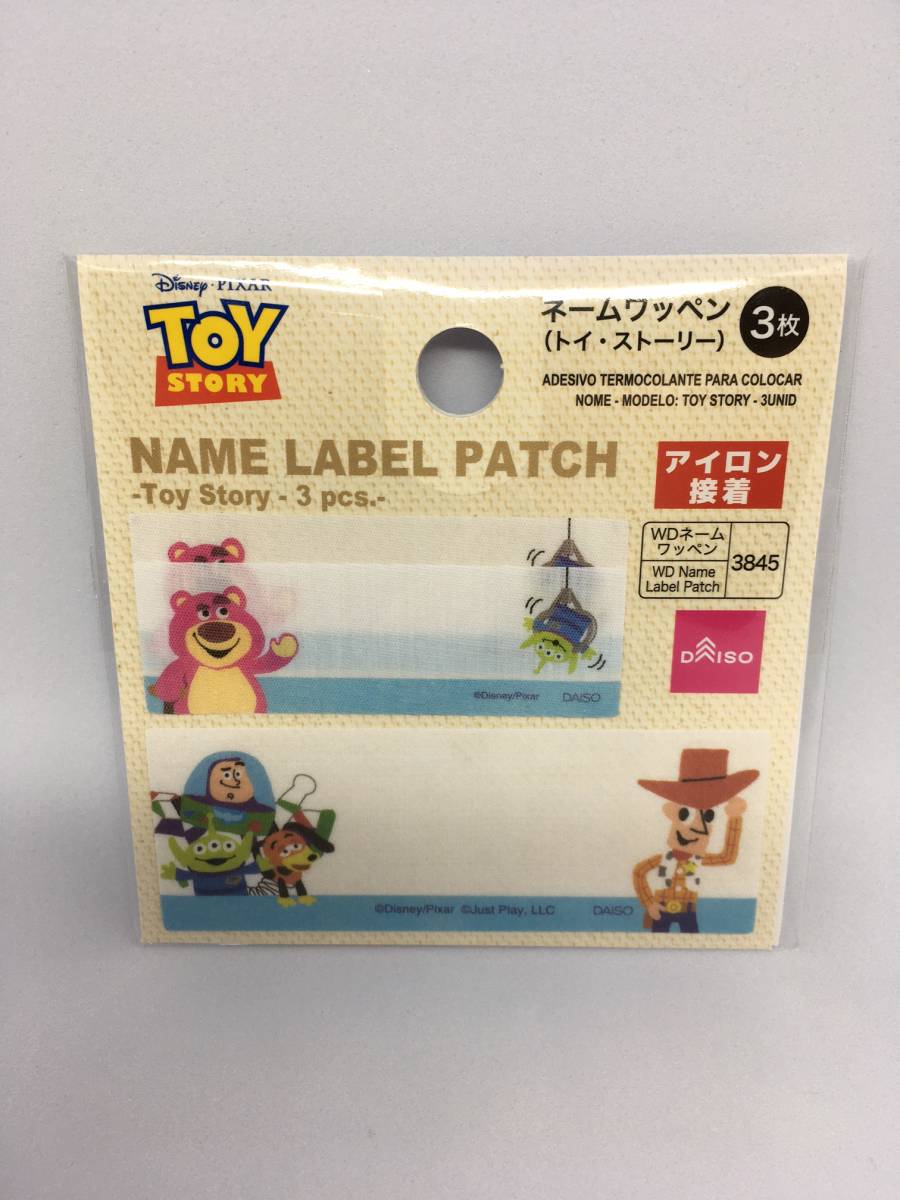 Disney・PIXAR
TOY
STORY
ネームワッペン
(トイ・ストーリー)
3枚
ADESIVO TERMOCOLANTE PARA COLOCAR
NOME - MODELO: TOY STORY - 3UNID
NAME LABEL PATCH
-Toy Story - 3 pcs.-
アイロン
接着
WDネーム
ワッペン
WD Name
Label Patch
3845
DAISO
©Disney/Pixar DAISO
©Disney/Pixar ©Just Play, LLC DAISO